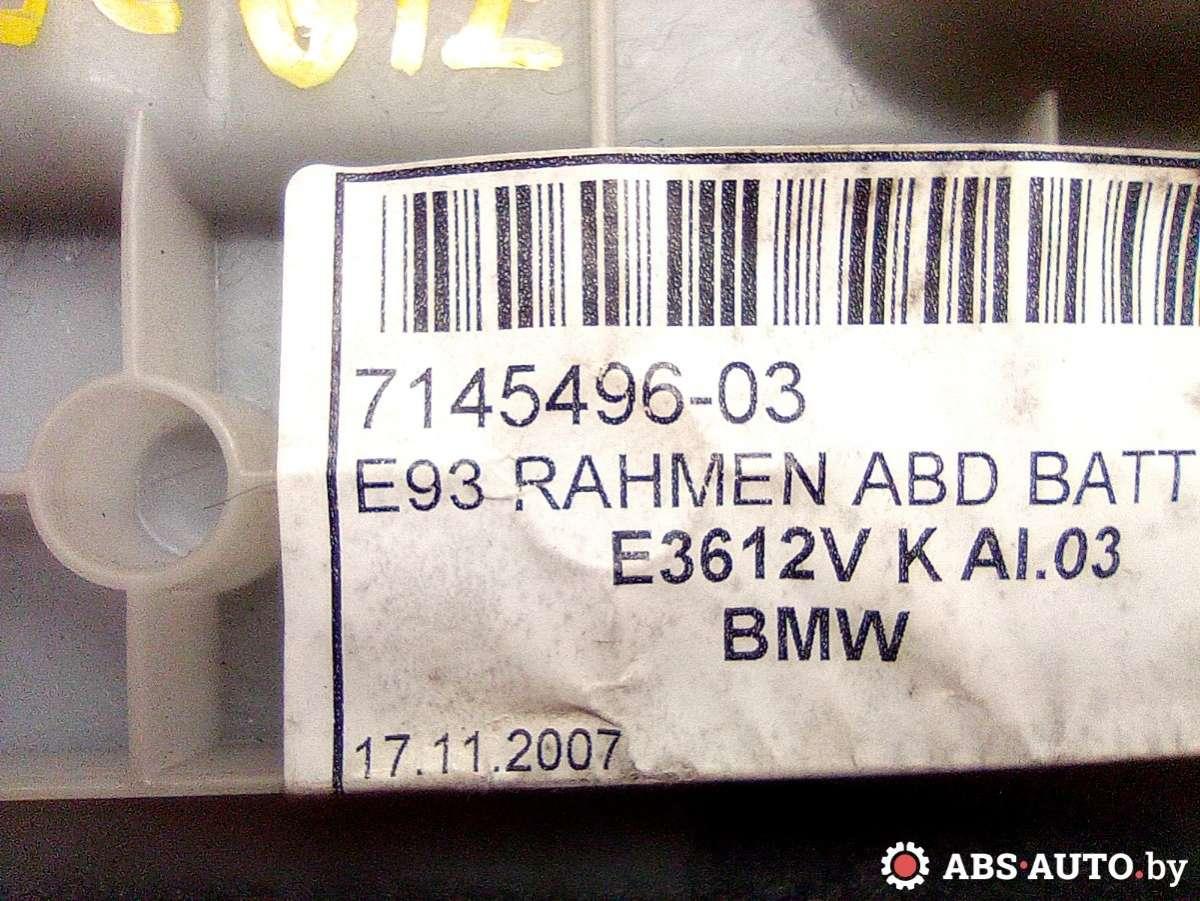 7145496-03
E93 RAHMEN ABD BATT
E3612V K AI.03
BMW
17.11.2007
ABS·AUTO.by